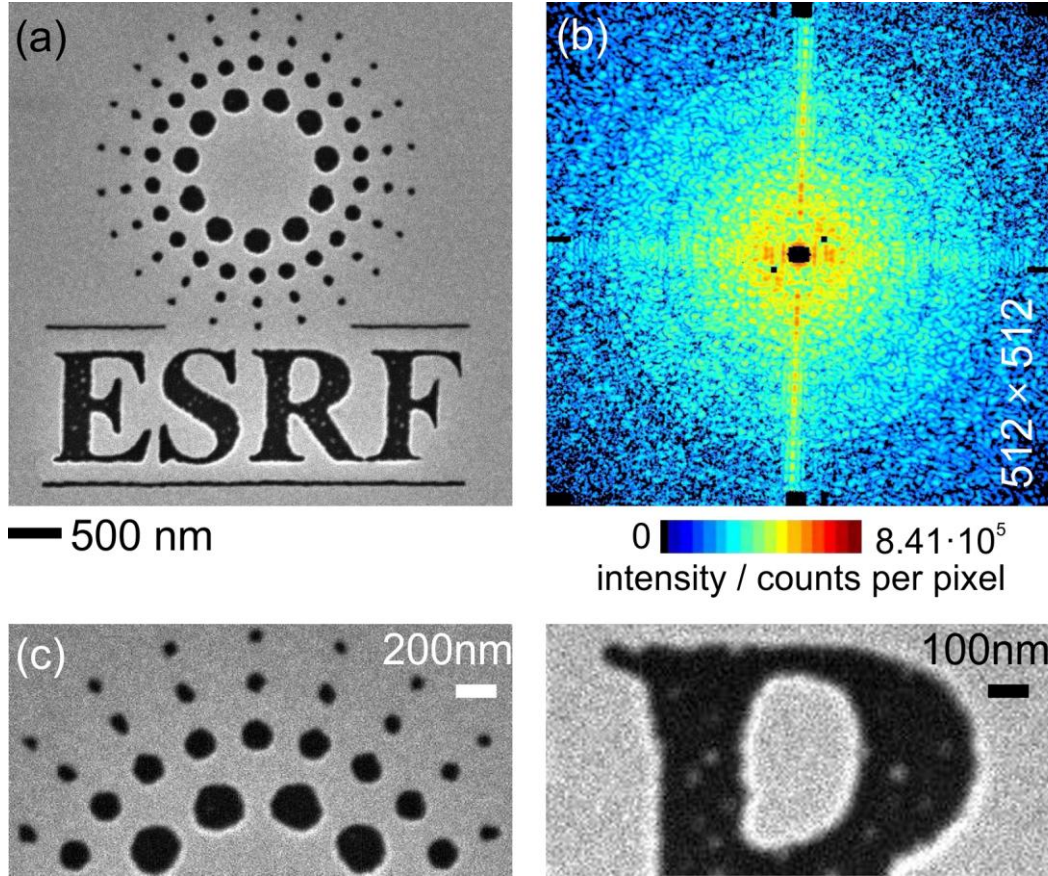 (a)
ESRF
500 nm
(b)
512 × 512
0 8.41·10⁵
intensity / counts per pixel
(c)
200nm
100nm